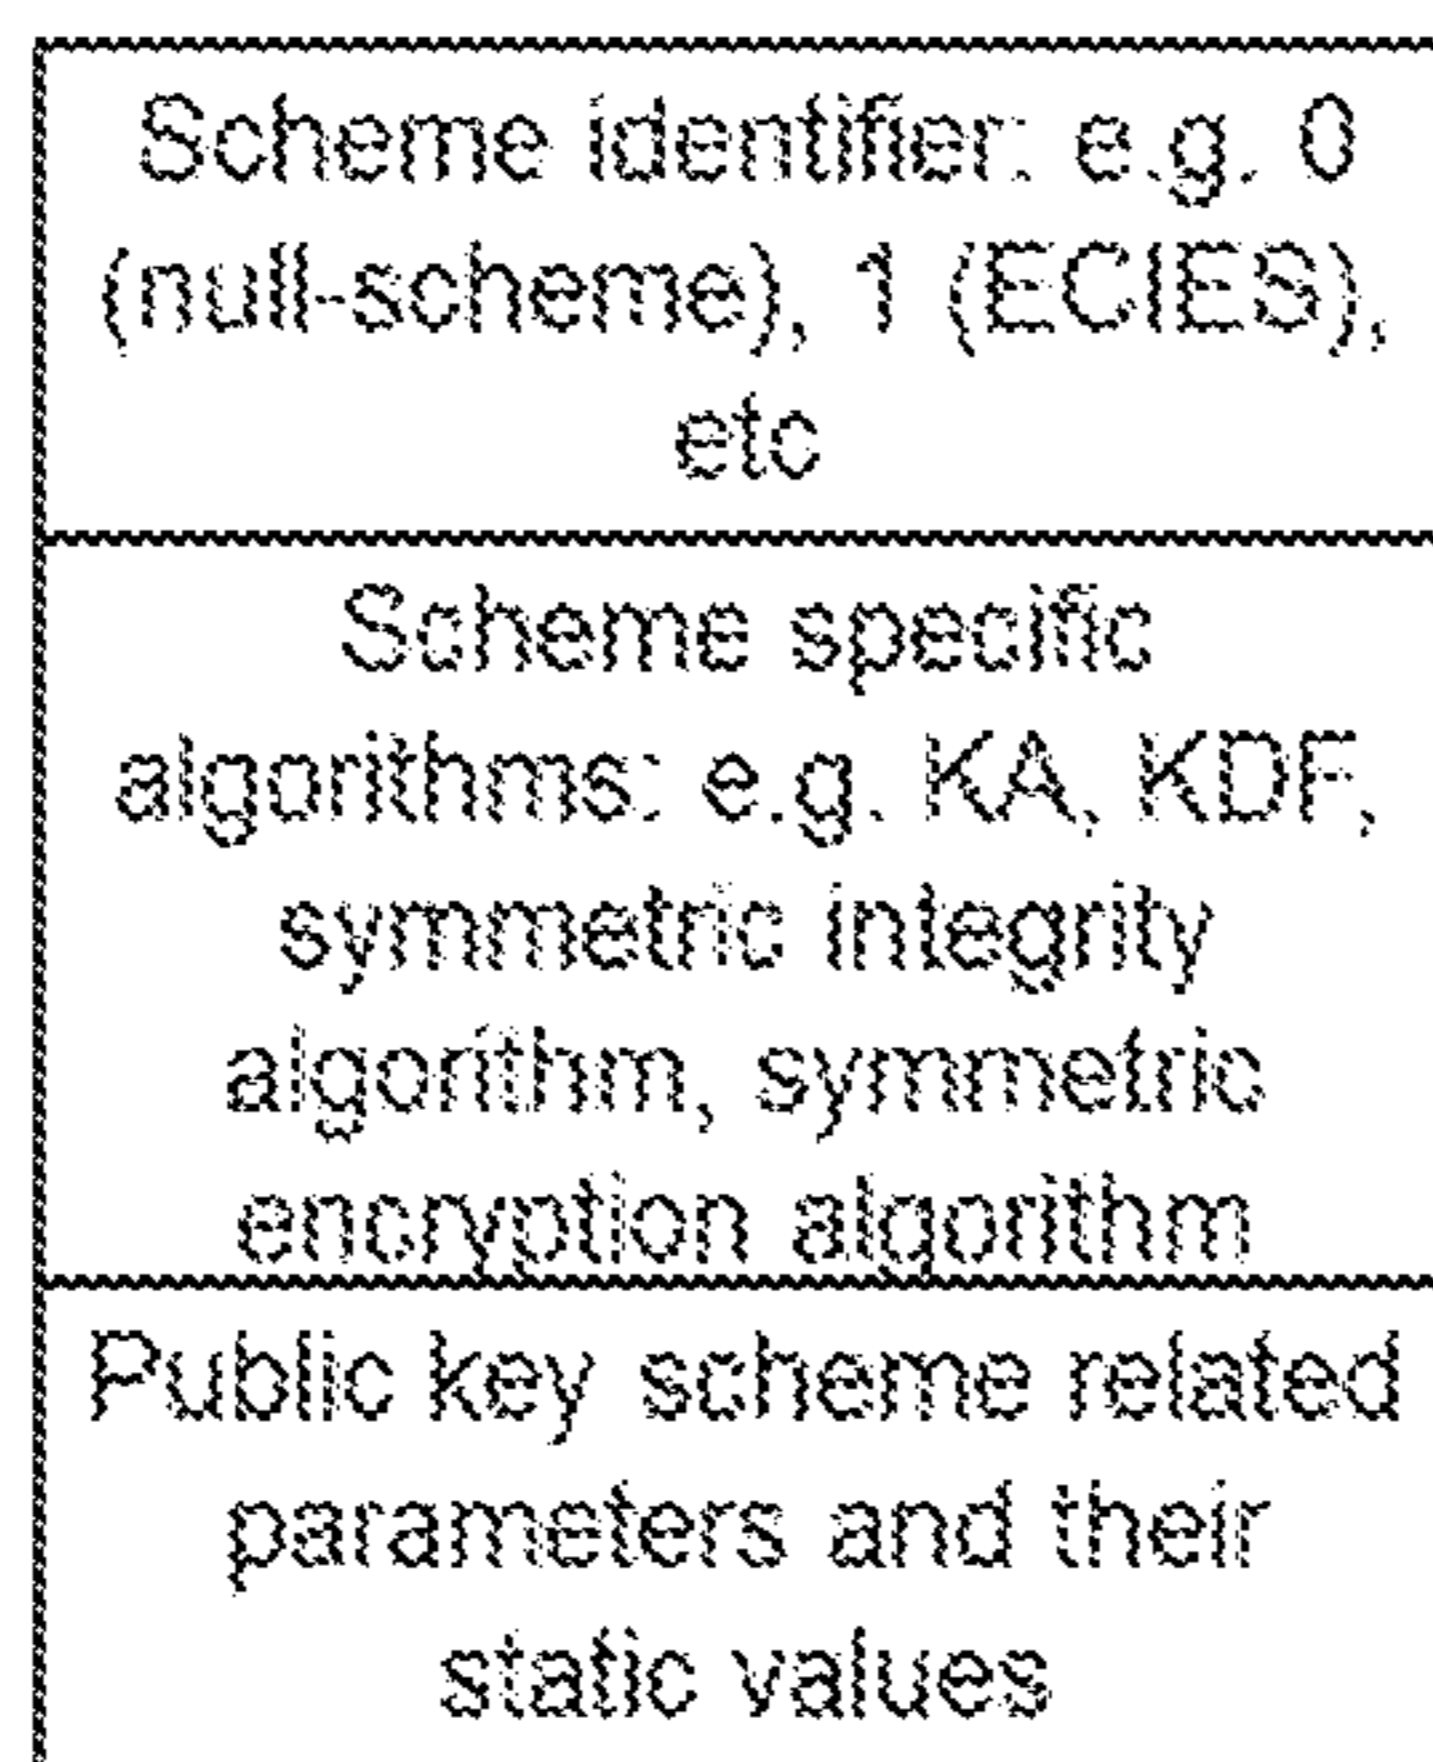 Scheme identifier: e.g. 0
(null-scheme), 1 (ECIES),
etc
Scheme specific
algorithms: e.g. KA, KDF,
symmetric integrity
algorithm, symmetric
encryption algorithm
Public key scheme related
parameters and their
static values